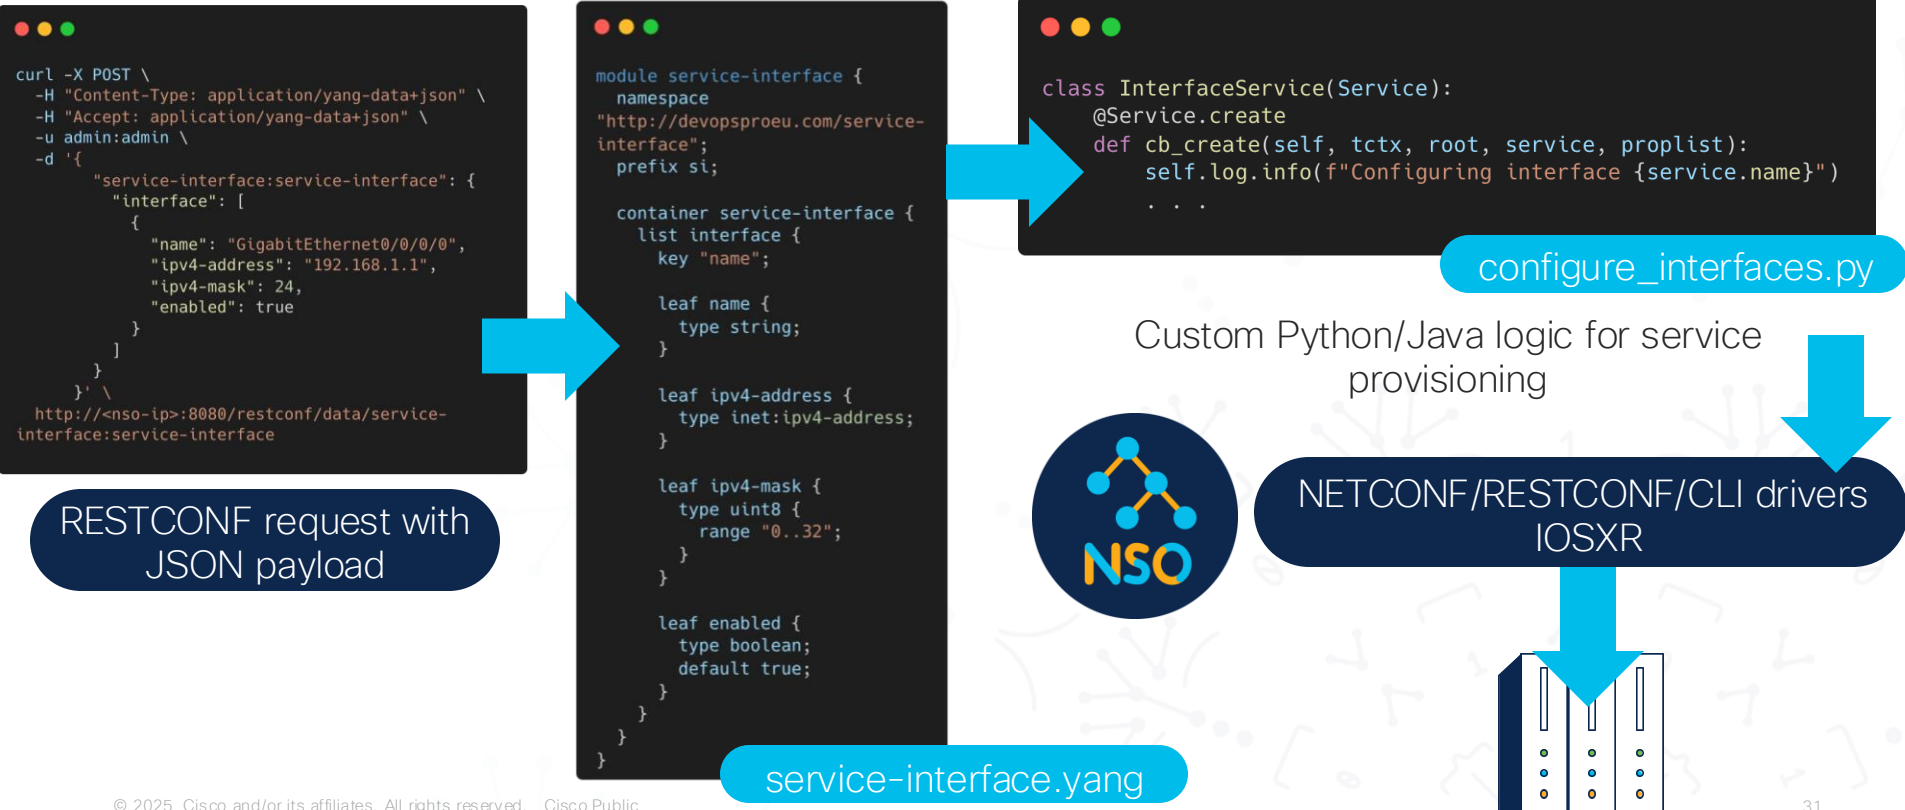 curl -X POST \
-H "Content-Type: application/yang-data+json" \
-H "Accept: application/yang-data+json" \
-u admin:admin \
-d '{
"service-interface:service-interface": {
"interface": [
{
"name": "GigabitEthernet0/0/0/0",
"ipv4-address": "192.168.1.1",
"ipv4-mask": 24,
"enabled": true
}
]
}
}' \
http://<nso-ip>:8080/restconf/data/service-
interface:service-interface
RESTCONF request with
JSON payload
module service-interface {
namespace
"http://devopsproeu.com/service-
interface";
prefix si;
container service-interface {
list interface {
key "name";
leaf name {
type string;
}
leaf ipv4-address {
type inet:ipv4-address;
}
leaf ipv4-mask {
type uint8 {
range "0..32";
}
}
leaf enabled {
type boolean;
default true;
}
}
}
}
service-interface.yang
class InterfaceService(Service):
@Service.create
def cb_create(self, tctx, root, service, proplist):
self.log.info(f"Configuring interface {service.name}")
. . .
configure_interfaces.py
Custom Python/Java logic for service
provisioning
NSO
NETCONF/RESTCONF/CLI drivers
IOSXR
© 2025 Cisco and/or its affiliates. All rights reserved. Cisco Public
31